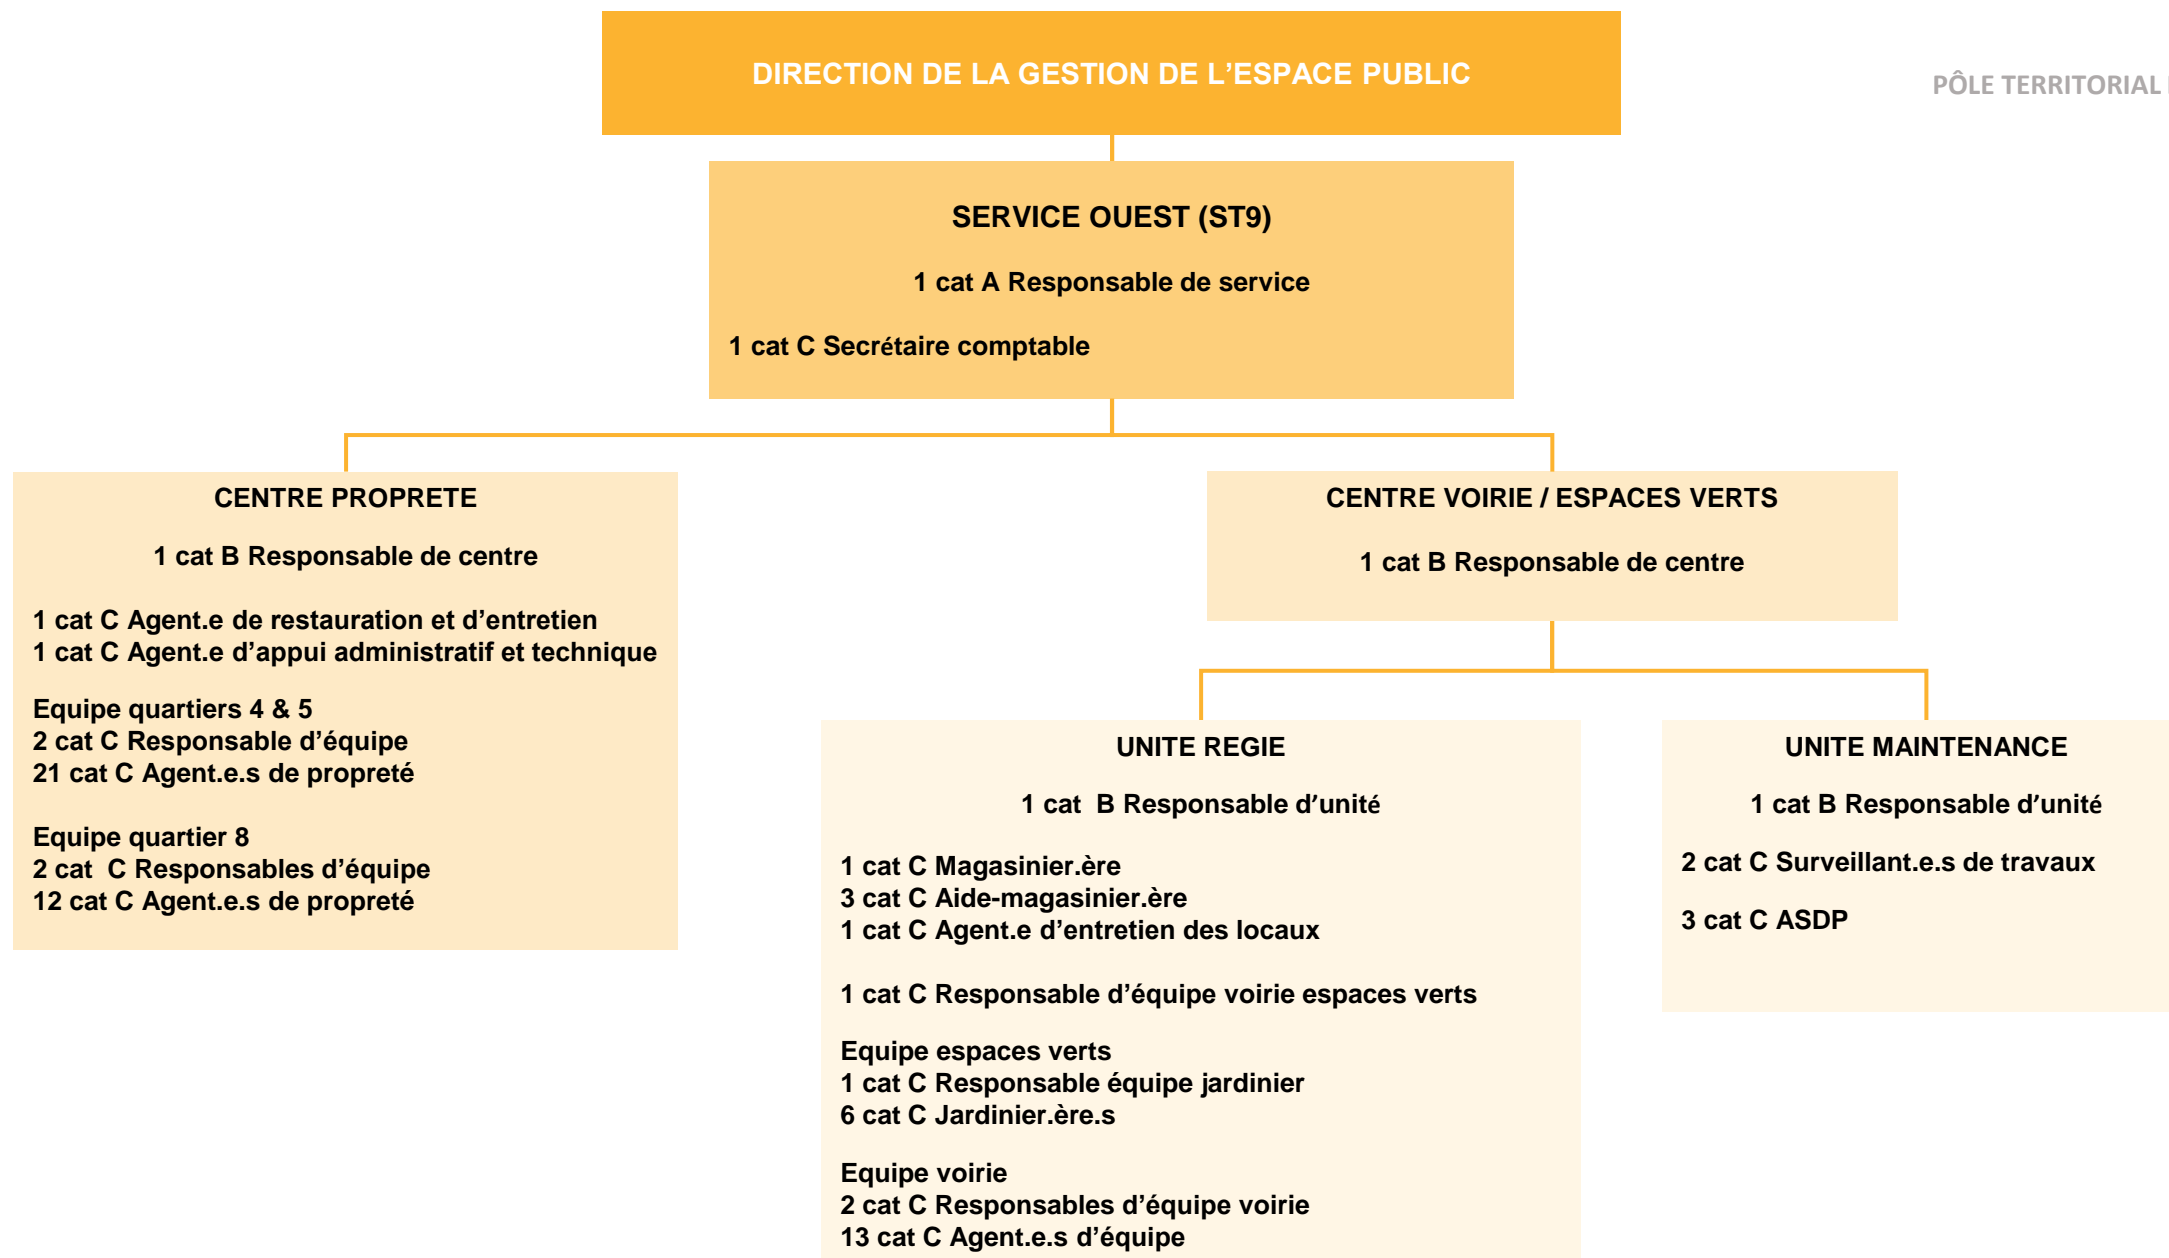 DIRECTION DE LA GESTION DE L’ESPACE PUBLIC
PÔLE TERRITORIAL
SERVICE OUEST (ST9)
1 cat A Responsable de service
1 cat C Secrétaire comptable
CENTRE PROPRETE
1 cat B Responsable de centre
1 cat C Agent.e de restauration et d’entretien
1 cat C Agent.e d’appui administratif et technique
Equipe quartiers 4 & 5
2 cat C Responsable d’équipe
21 cat C Agent.e.s de propreté
Equipe quartier 8
2 cat  C Responsables d’équipe
12 cat C Agent.e.s de propreté
CENTRE VOIRIE / ESPACES VERTS
1 cat B Responsable de centre
UNITE REGIE
1 cat  B Responsable d’unité
1 cat C Magasinier.ère
3 cat C Aide-magasinier.ère
1 cat C Agent.e d’entretien des locaux
1 cat C Responsable d’équipe voirie espaces verts
Equipe espaces verts
1 cat C Responsable équipe jardinier
6 cat C Jardinier.ère.s
Equipe voirie
2 cat C Responsables d’équipe voirie
13 cat C Agent.e.s d’équipe
UNITE MAINTENANCE
1 cat B Responsable d’unité
2 cat C Surveillant.e.s de travaux
3 cat C ASDP